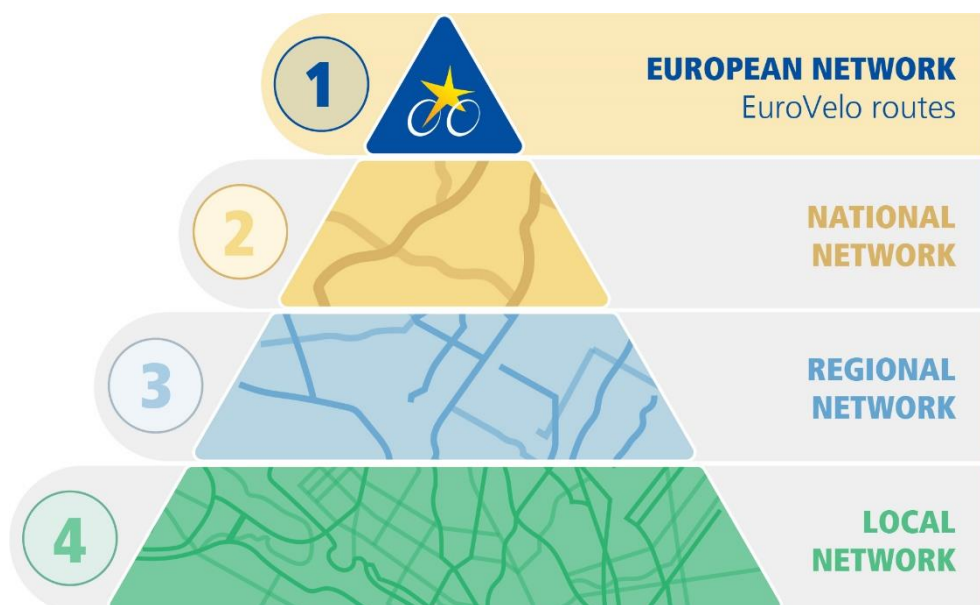 1
EUROPEAN NETWORK
EuroVelo routes
2
NATIONAL
NETWORK
3
REGIONAL
NETWORK
4
LOCAL
NETWORK